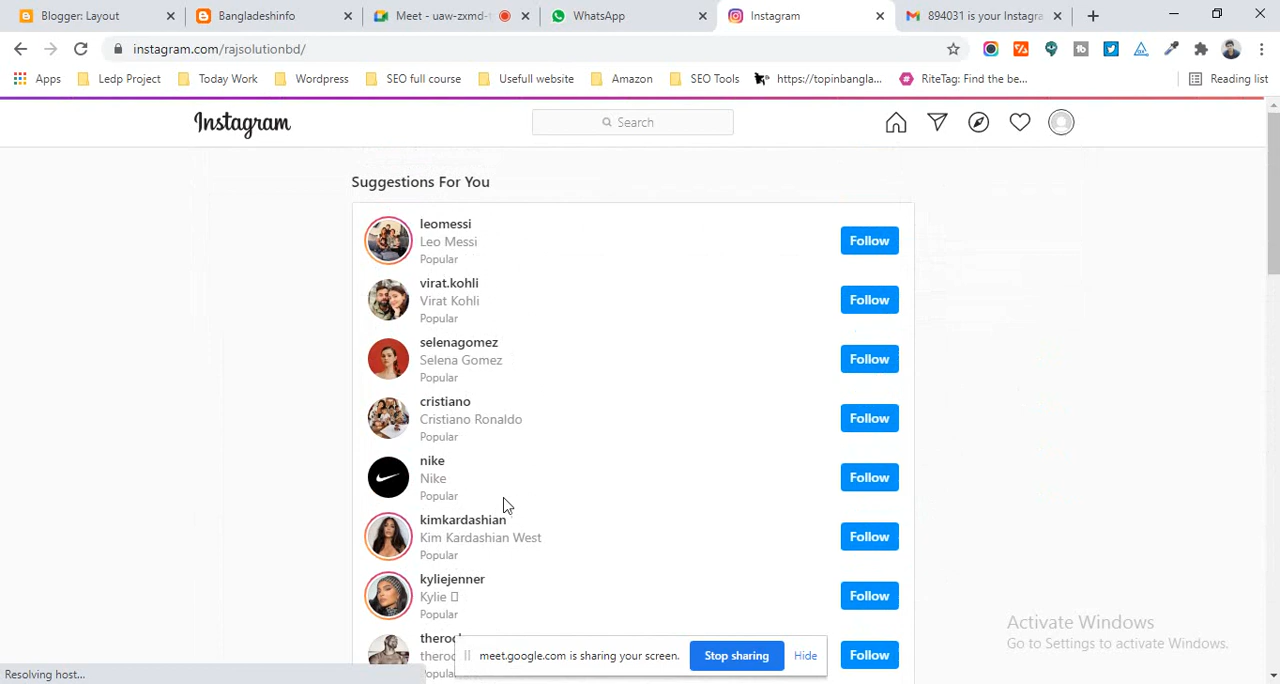 Blogger: Layout
Bangladeshinfo
Meet - uaw-zxmd-
WhatsApp
Instagram
894031 is your Instagra
instagram.com/rajsolutionbd/
Apps
Ledp Project
Today Work
Wordpress
SEO full course
Usefull website
Amazon
SEO Tools
https://topinbangla...
RiteTag: Find the be...
Reading list
Instagram
Search
Suggestions For You
leomessi
Leo Messi
Popular
Follow
virat.kohli
Virat Kohli
Popular
Follow
selenagomez
Selena Gomez
Popular
Follow
cristiano
Cristiano Ronaldo
Popular
Follow
nike
Nike
Popular
Follow
kimkardashian
Kim Kardashian West
Popular
Follow
kyliejenner
Kylie
Popular
Follow
Follow
meet.google.com is sharing your screen.
Stop sharing
Hide
Activate Windows
Go to Settings to activate Windows.
Resolving host...